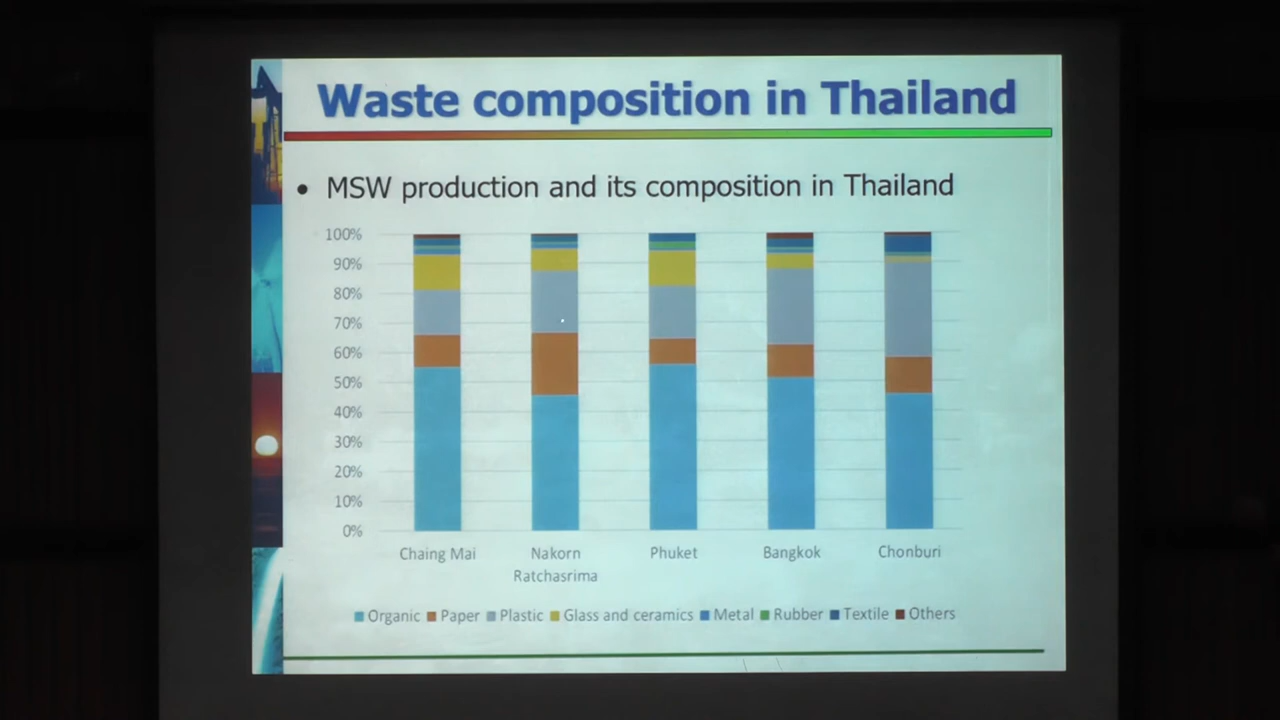 Waste composition in Thailand
• MSW production and its composition in Thailand
100%
90%
80%
70%
60%
50%
40%
30%
20%
10%
0%
Chaing Mai
Nakorn
Ratchasrima
Phuket
Bangkok
Chonburi
Organic Paper Plastic Glass and ceramics Metal Rubber Textile Others